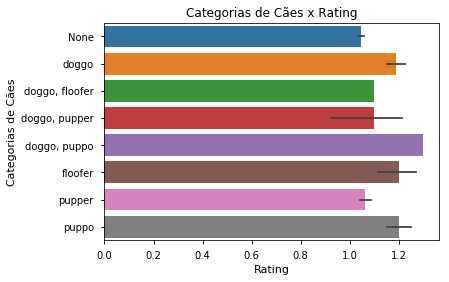 Categorias de Cães x Rating
Categorias de Cães
None
doggo
doggo, floofer
doggo, pupper
doggo, puppo
floofer
pupper
puppo
0.0 0.2 0.4 0.6 0.8 1.0 1.2
Rating